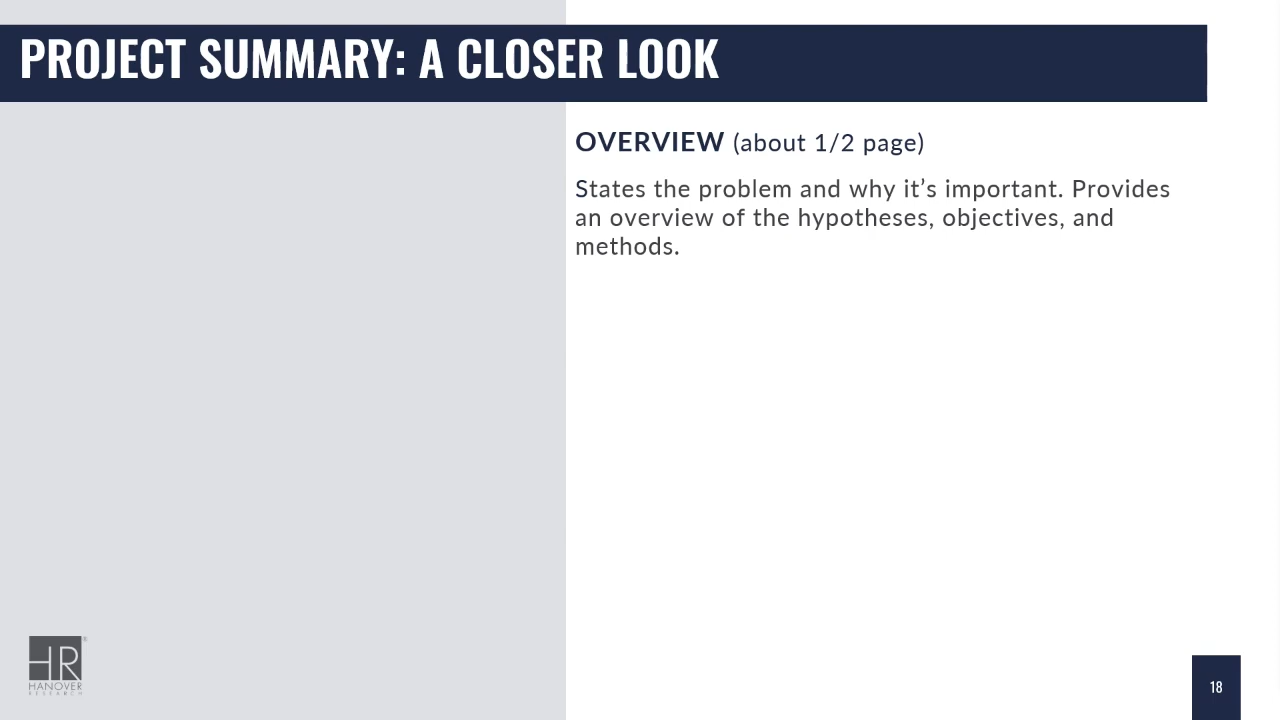 PROJECT SUMMARY: A CLOSER LOOK
OVERVIEW (about 1/2 page)
States the problem and why it’s important. Provides
an overview of the hypotheses, objectives, and
methods.
HR®
HANOVER
RESEARCH
18